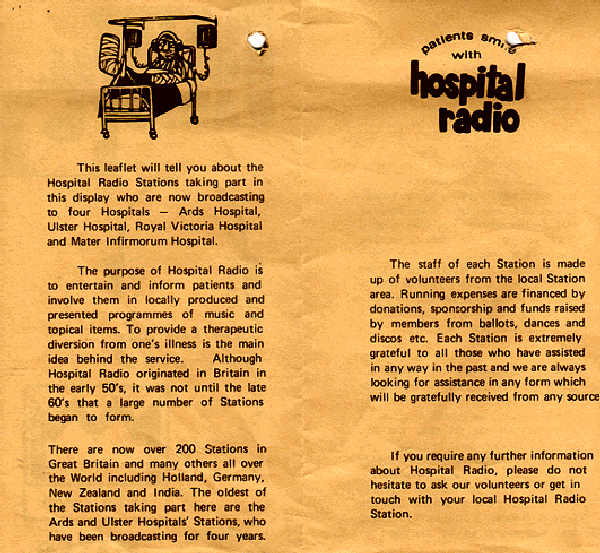 This leaflet will tell you about the
Hospital Radio Stations taking part in
this display who are now broadcasting
to four Hospitals — Ards Hospital,
Ulster Hospital, Royal Victoria Hospital
and Mater Infirmorum Hospital.
The purpose of Hospital Radio is
to entertain and inform patients and
involve them in locally produced and
presented programmes of music and
topical items. To provide a therapeutic
diversion from one's illness is the main
idea behind the service. Although
Hospital Radio originated in Britain in
the early 50's, it was not until the late
60's that a large number of Stations
began to form.
There are now over 200 Stations in
Great Britain and many others all over
the World including Holland, Germany,
New Zealand and India. The oldest of
the Stations taking part here are the
Ards and Ulster Hospitals' Stations, who
have been broadcasting for four years.
patients smile
with
hospital
radio
The staff of each Station is made
up of volunteers from the local Station
area. Running expenses are financed by
donations, sponsorship and funds raised
by members from ballots, dances and
discos etc. Each Station is extremely
grateful to all those who have assisted
in any way in the past and we are always
looking for assistance in any form which
will be gratefully received from any source
If you require any further information
about Hospital Radio, please do not
hesitate to ask our volunteers or get in
touch with your local Hospital Radio
Station.